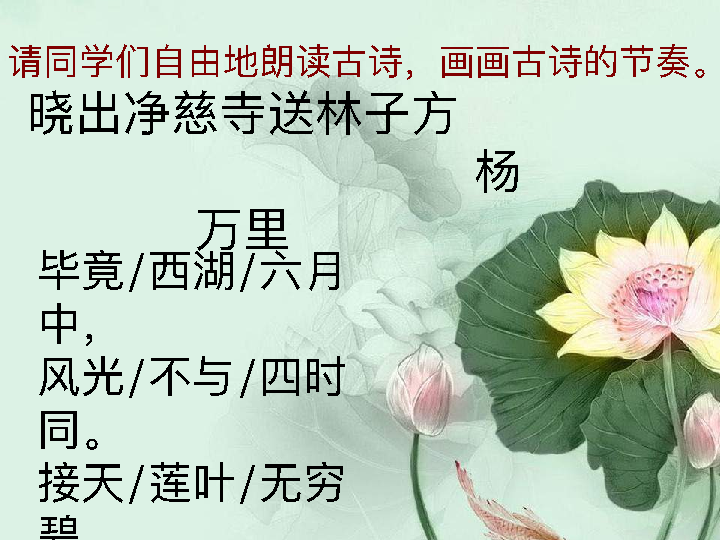 请同学们自由地朗读古诗，画画古诗的节奏。
晓出净慈寺送林子方
杨
万里
毕竟/西湖/六月
中，
风光/不与/四时
同。
接天/莲叶/无穷
碧